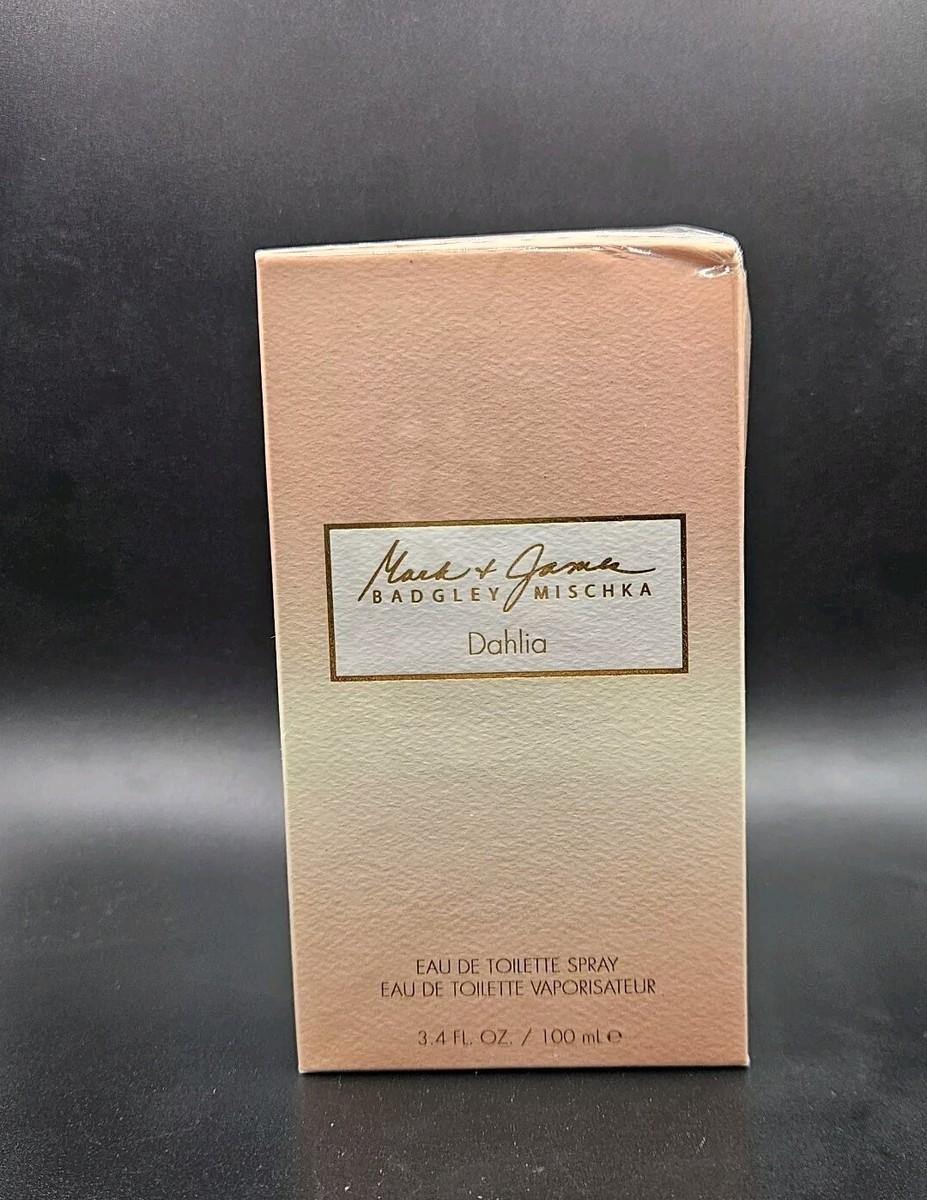 Mark + James
BADGLEY MISCHKA
Dahlia
EAU DE TOILETTE SPRAY
EAU DE TOILETTE VAPORISATEUR
3.4 FL. OZ. / 100 mL ℮